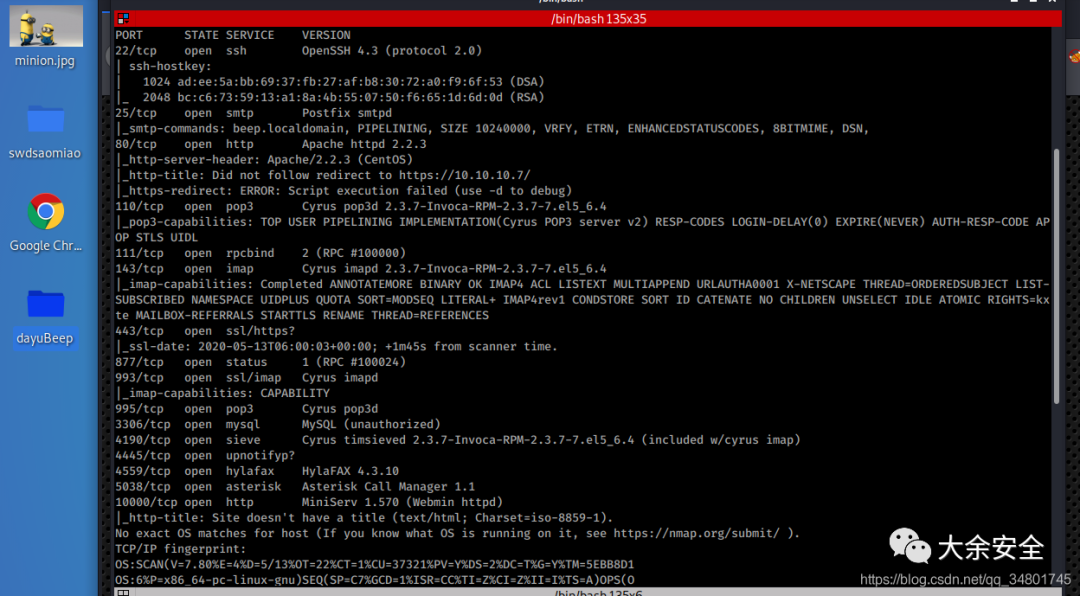 /bin/bash 135x35
minion.jpg
swdsaomiao
Google Chr...
dayuBeep
PORT      STATE SERVICE    VERSION
22/tcp    open  ssh        OpenSSH 4.3 (protocol 2.0)
| ssh-hostkey:
|   1024 ad:ee:5a:bb:69:37:fb:27:af:b8:30:72:a0:f9:6f:53 (DSA)
|_  2048 bc:c6:73:59:13:a1:8a:4b:55:07:50:f6:65:1d:6d:0d (RSA)
25/tcp    open  smtp       Postfix smtpd
|_smtp-commands: beep.localdomain, PIPELINING, SIZE 10240000, VRFY, ETRN, ENHANCEDSTATUSCODES, 8BITMIME, DSN,
80/tcp    open  http       Apache httpd 2.2.3
|_http-server-header: Apache/2.2.3 (CentOS)
|_http-title: Did not follow redirect to https://10.10.10.7/
|_https-redirect: ERROR: Script execution failed (use -d to debug)
110/tcp   open  pop3       Cyrus pop3d 2.3.7-Invoca-RPM-2.3.7-7.el5_6.4
|_pop3-capabilities: TOP USER PIPELINING IMPLEMENTATION(Cyrus POP3 server v2) RESP-CODES LOGIN-DELAY(0) EXPIRE(NEVER) AUTH-RESP-CODE AP
OP STLS UIDL
111/tcp   open  rpcbind    2 (RPC #100000)
143/tcp   open  imap       Cyrus imapd 2.3.7-Invoca-RPM-2.3.7-7.el5_6.4
|_imap-capabilities: Completed ANNOTATEMORE BINARY OK IMAP4 ACL LISTEXT MULTIAPPEND URLAUTHA0001 X-NETSCAPE THREAD=ORDEREDSUBJECT LIST-
SUBSCRIBED NAMESPACE UIDPLUS QUOTA SORT=MODSEQ LITERAL+ IMAP4rev1 CONDSTORE SORT ID CATENATE NO CHILDREN UNSELECT IDLE ATOMIC RIGHTS=kx
te MAILBOX-REFERRALS STARTTLS RENAME THREAD=REFERENCES
443/tcp   open  ssl/https?
|_ssl-date: 2020-05-13T06:00:03+00:00; +1m45s from scanner time.
877/tcp   open  status     1 (RPC #100024)
993/tcp   open  ssl/imap   Cyrus imapd
|_imap-capabilities: CAPABILITY
995/tcp   open  pop3       Cyrus pop3d
3306/tcp  open  mysql      MySQL (unauthorized)
4190/tcp  open  sieve      Cyrus timsieved 2.3.7-Invoca-RPM-2.3.7-7.el5_6.4 (included w/cyrus imap)
4445/tcp  open  upnotifyp?
4559/tcp  open  hylafax    HylaFAX 4.3.10
5038/tcp  open  asterisk   Asterisk Call Manager 1.1
10000/tcp open  http       MiniServ 1.570 (Webmin httpd)
|_http-title: Site doesn't have a title (text/html; Charset=iso-8859-1).
No exact OS matches for host (If you know what OS is running on it, see https://nmap.org/submit/ ).
TCP/IP fingerprint:
OS:SCAN(V=7.80%E=4%D=5/13%OT=22%CT=1%CU=37321%PV=Y%DS=2%DC=T%G=Y%TM=5EBB8D1
OS:6%P=x86_64-pc-linux-gnu)SEQ(SP=C7%GCD=1%ISR=CC%TI=Z%CI=Z%II=I%TS=A)OPS(O
大余安全
https://blog.csdn.net/qq_34801745
/bin/bash 135x6